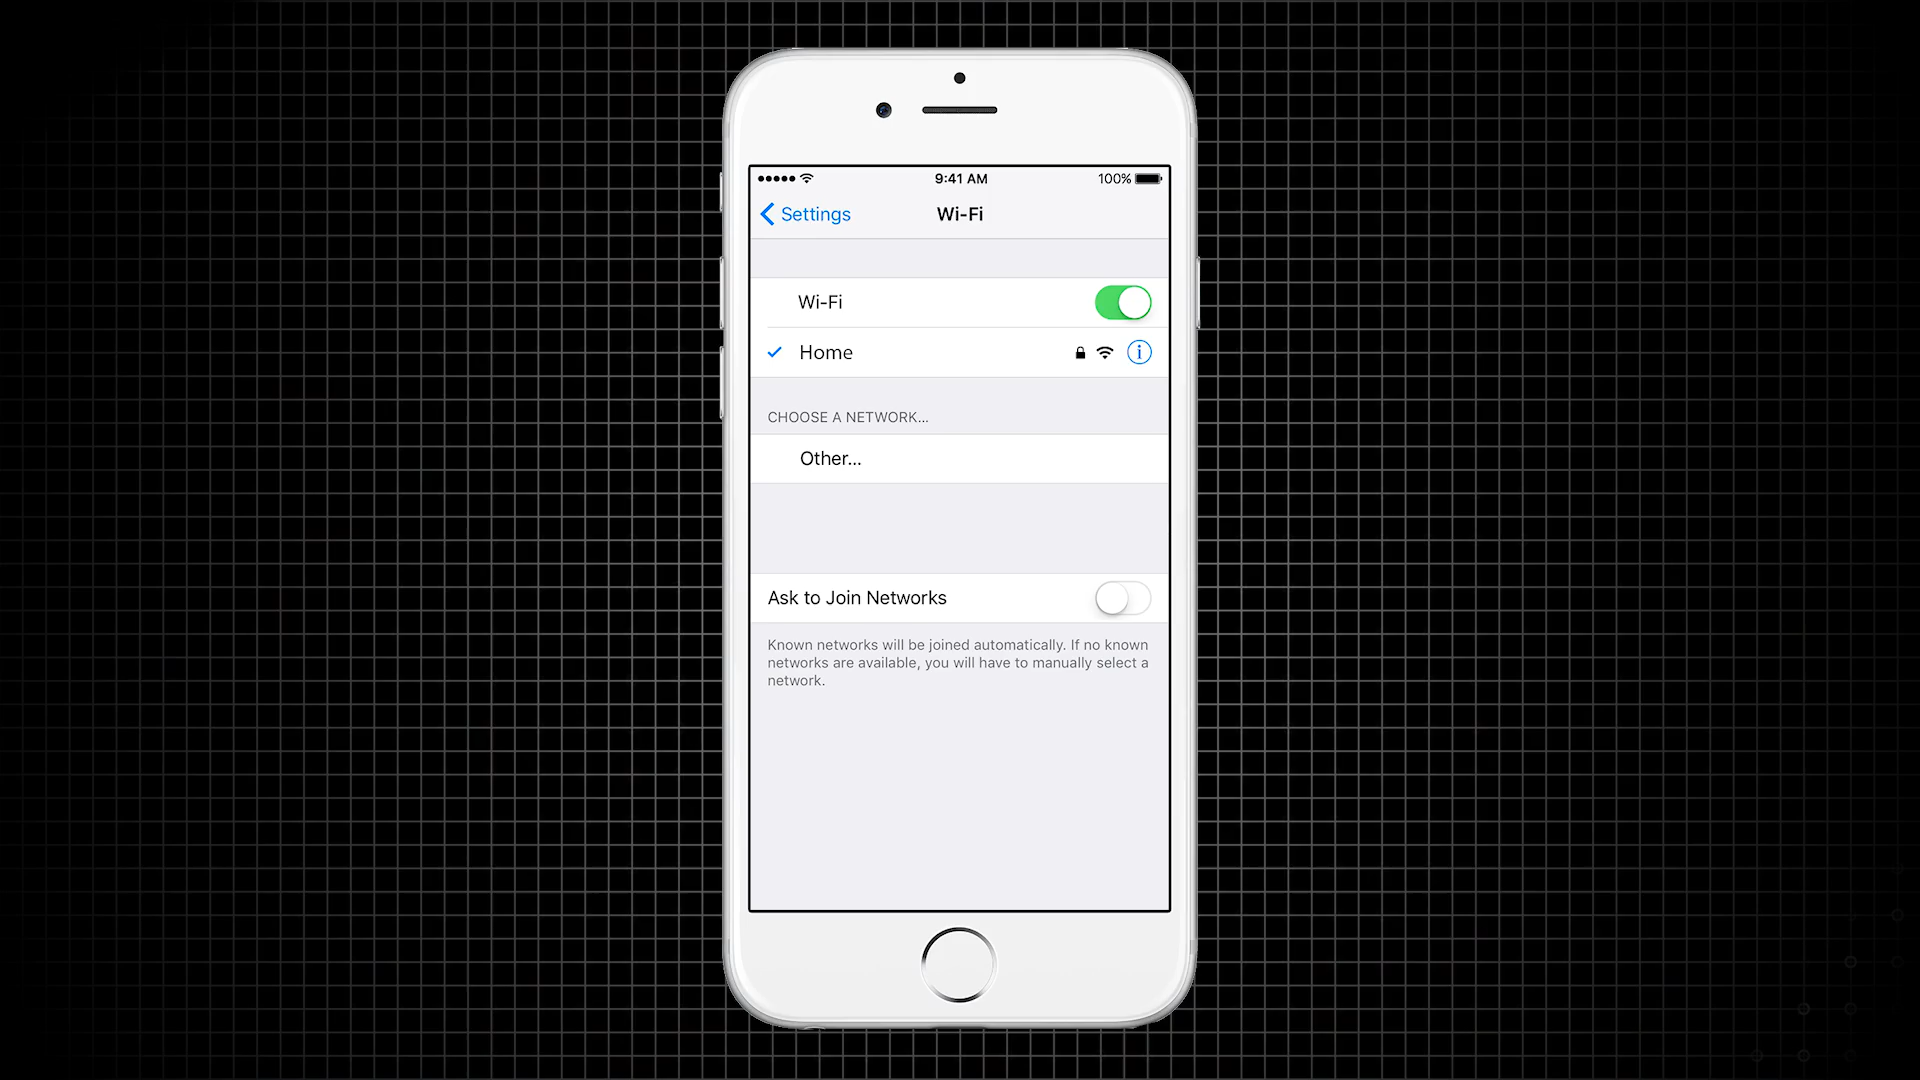 9:41 AM 100%
Settings Wi-Fi
Wi-Fi
Home
CHOOSE A NETWORK...
Other...
Ask to Join Networks
Known networks will be joined automatically. If no known
networks are available, you will have to manually select a
network.